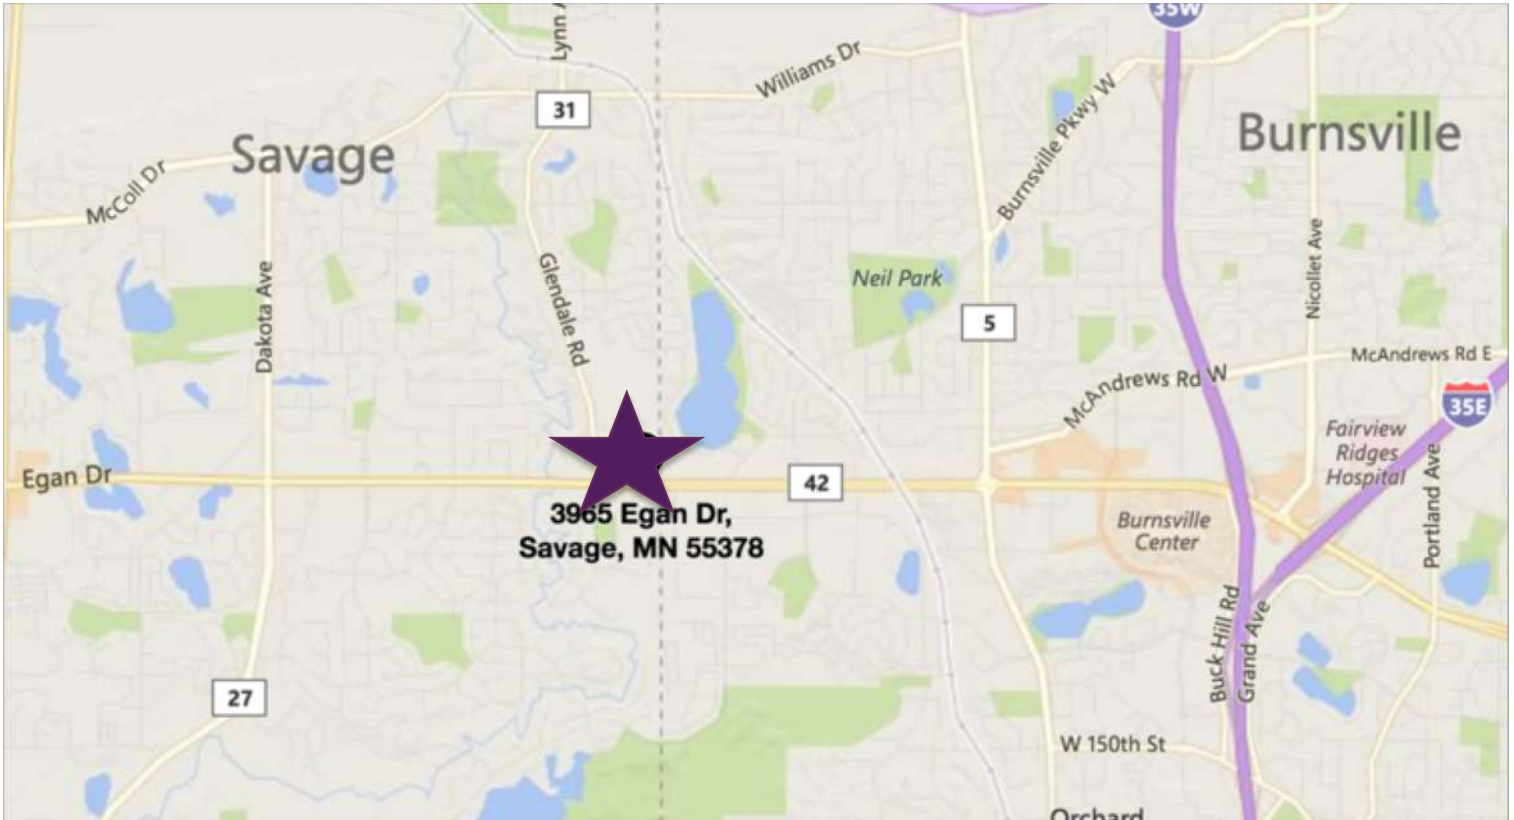 35W
Lynn A
Williams Dr
31
Burnsville Pkwy W
Savage
Burnsville
McColl Dr
Glendale Rd
Dakota Ave
Neil Park
Nicollet Ave
5
McAndrews Rd W
McAndrews Rd E
35E
Fairview
Ridges
Hospital
Egan Dr
42
Portland Ave
3965 Egan Dr,
Savage, MN 55378
Burnsville
Center
Buck Hill Rd
Grand Ave
27
W 150th St
Orchard